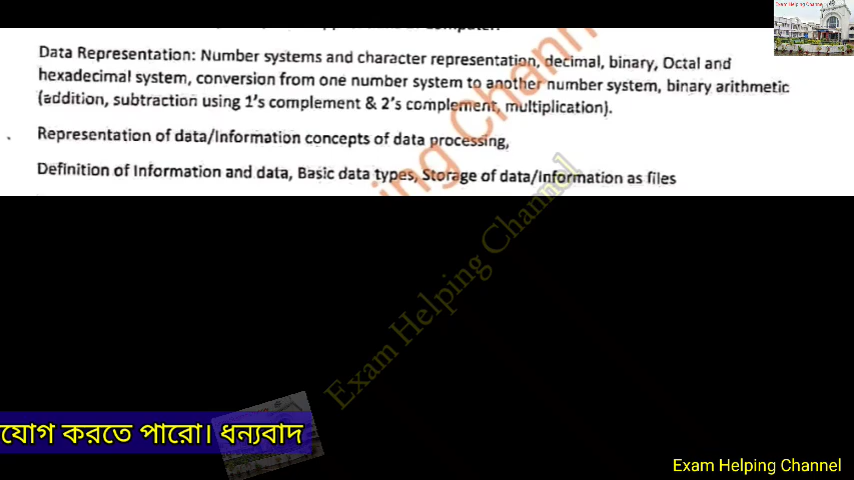 Exam Helping Channel
Data Representation: Number systems and character representation, decimal, binary, Octal and
hexadecimal system, conversion from one number system to another number system, binary arithmetic
(addition, subtraction using 1's complement & 2's complement, multiplication).
Representation of data/Information concepts of data processing,
Definition of Information and data, Basic data types, Storage of data/Information as files
Exam Helping Channel
যোগ করতে পারো। ধন্যবাদ
Exam Helping Channel